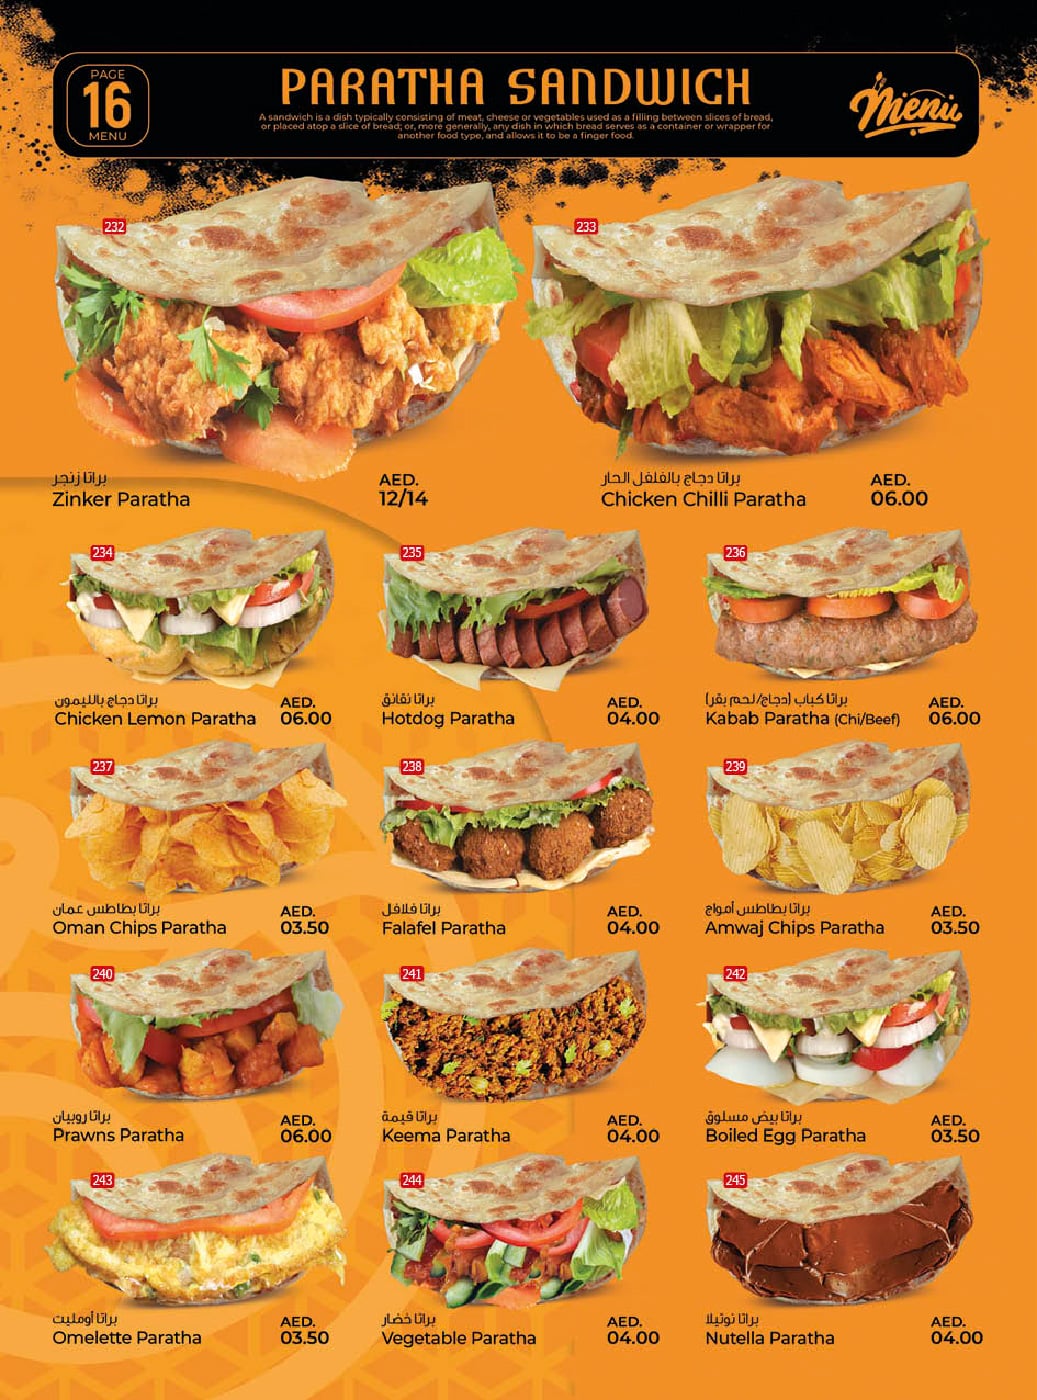 PAGE
16
MENU
PARATHA SANDWICH
A sandwich is a dish typically consisting of meat, cheese or vegetables used as a filling between slices of bread,
or placed atop a slice of bread; or, more generally, any dish in which bread serves as a container or wrapper for
another food type, and allows it to be a finger food.
Menu
232
براتا زنجر
Zinker Paratha
AED.
12/14
233
براتا دجاج بالفلفل الحار
Chicken Chilli Paratha
AED.
06.00
234
براتا دجاج بالليمون
Chicken Lemon Paratha
AED.
06.00
235
براتا نقانق
Hotdog Paratha
AED.
04.00
236
براتا كباب (دجاج/لحم بقر)
Kabab Paratha (Chi/Beef)
AED.
06.00
237
براتا بطاطس عمان
Oman Chips Paratha
AED.
03.50
238
براتا فلافل
Falafel Paratha
AED.
04.00
239
براتا بطاطس أمواج
Amwaj Chips Paratha
AED.
03.50
240
براتا روبيان
Prawns Paratha
AED.
06.00
241
براتا قيمة
Keema Paratha
AED.
04.00
242
براتا بيض مسلوق
Boiled Egg Paratha
AED.
03.50
243
براتا أومليت
Omelette Paratha
AED.
03.50
244
براتا خضار
Vegetable Paratha
AED.
04.00
245
براتا نوتيلا
Nutella Paratha
AED.
04.00